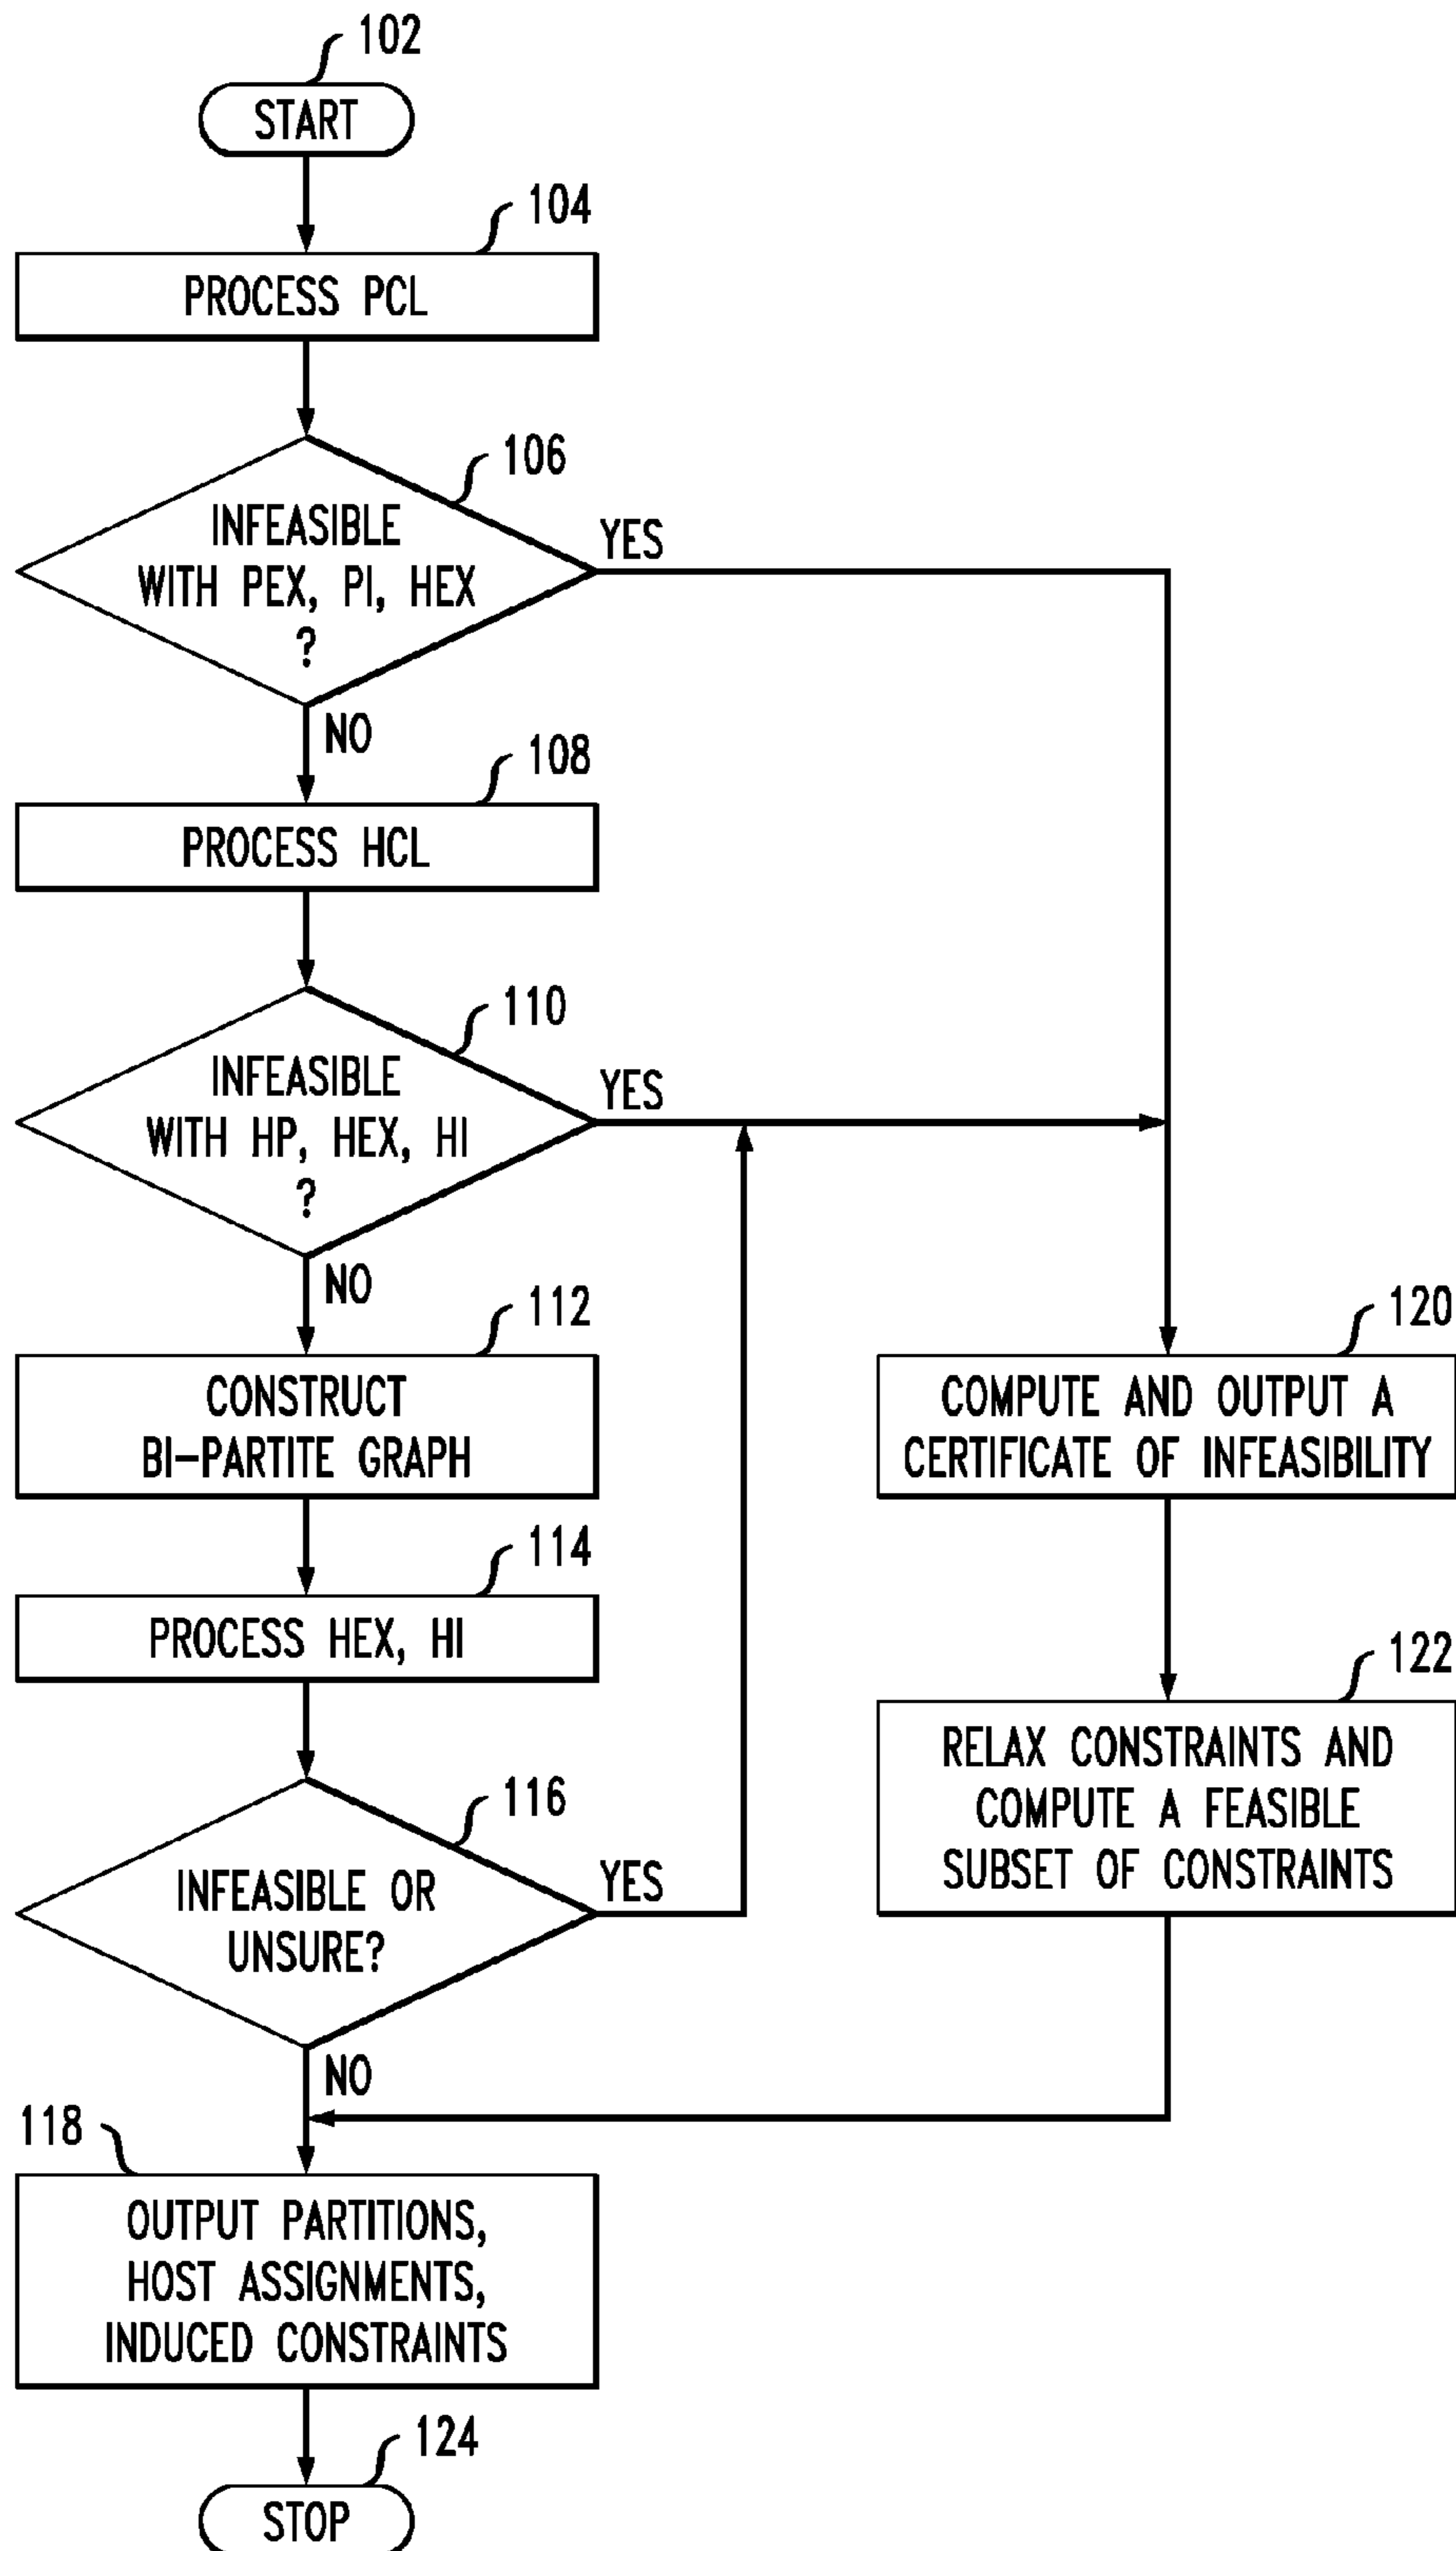 102
START
104
PROCESS PCL
106
INFEASIBLE
WITH PEX, PI, HEX
?
YES
NO
108
PROCESS HCL
110
INFEASIBLE
WITH HP, HEX, HI
?
YES
NO
112
CONSTRUCT
BI-PARTITE GRAPH
120
COMPUTE AND OUTPUT A
CERTIFICATE OF INFEASIBILITY
114
PROCESS HEX, HI
122
RELAX CONSTRAINTS AND
COMPUTE A FEASIBLE
SUBSET OF CONSTRAINTS
116
INFEASIBLE OR
UNSURE?
YES
NO
118
OUTPUT PARTITIONS,
HOST ASSIGNMENTS,
INDUCED CONSTRAINTS
124
STOP